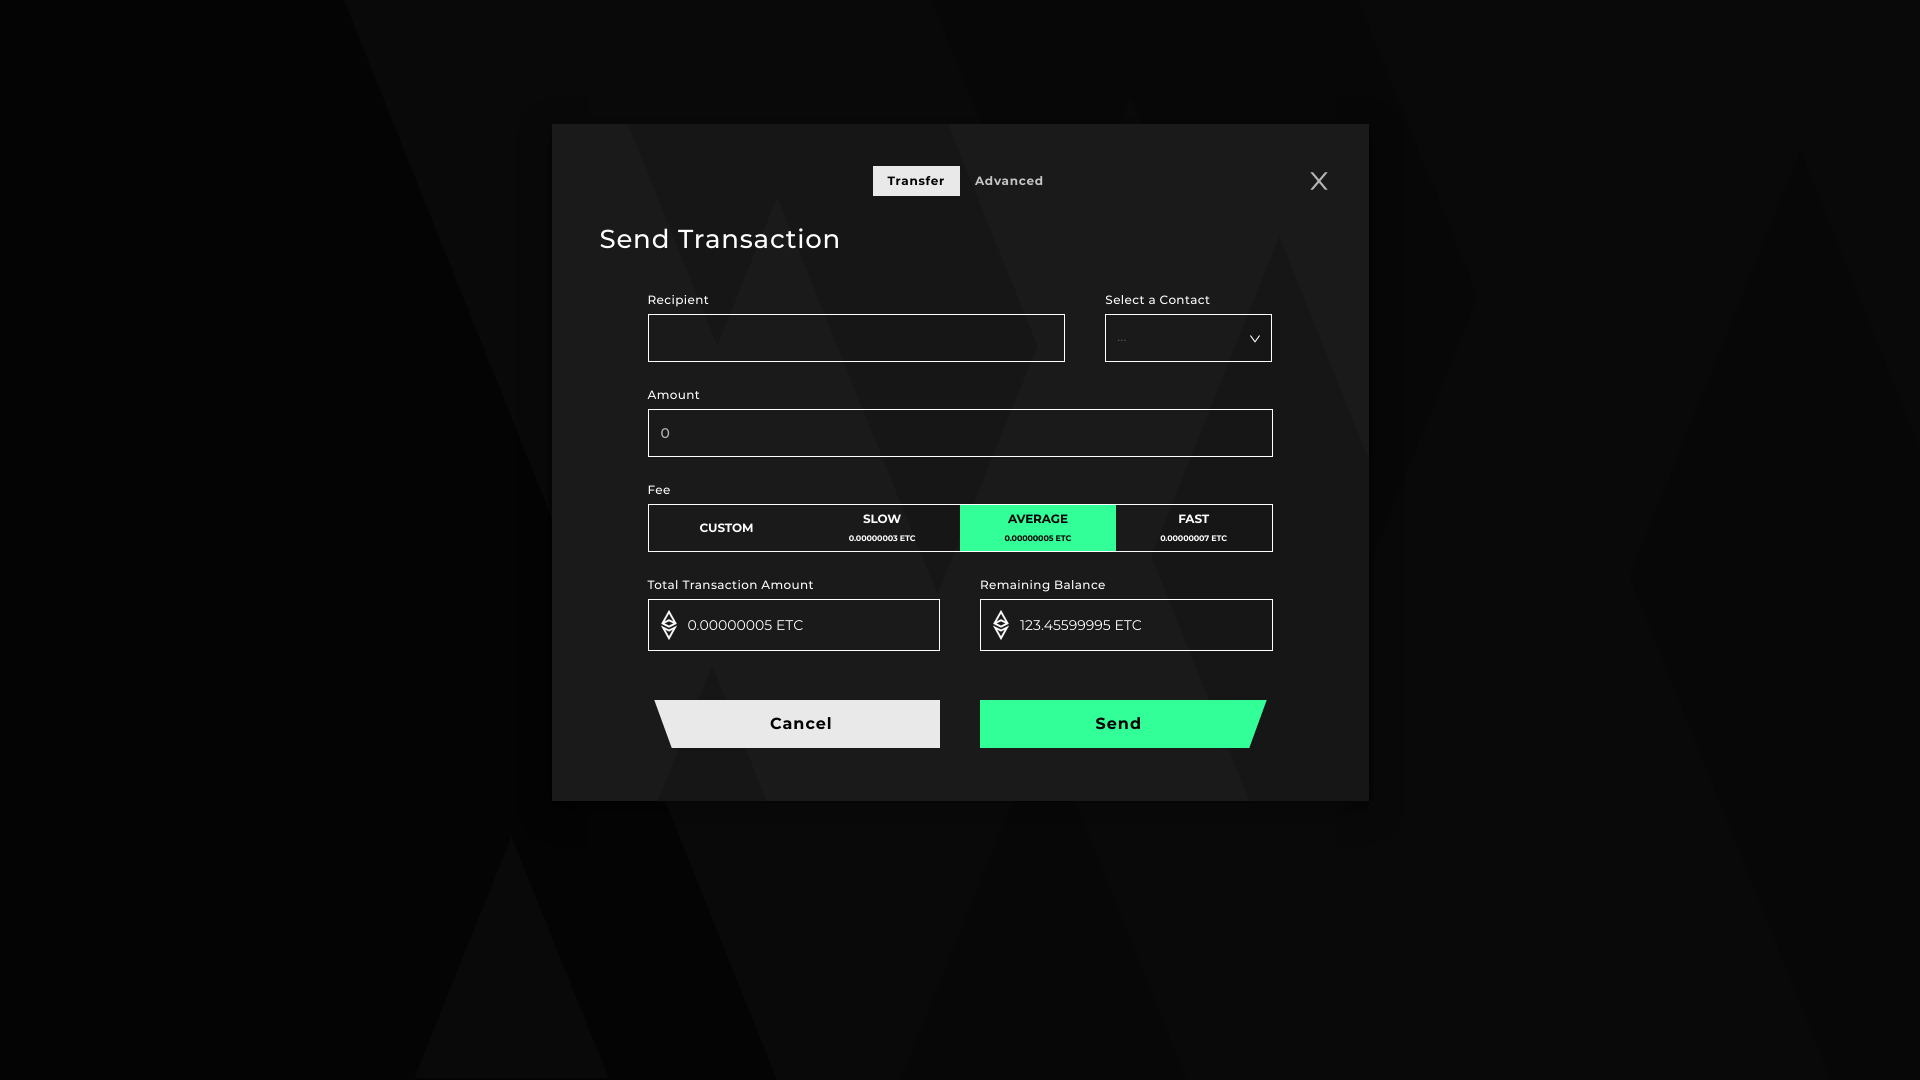 Transfer Advanced X
Send Transaction
Recipient Select a Contact
...
Amount
0
Fee
CUSTOM
SLOW
0.00000003 ETC
AVERAGE
0.00000005 ETC
FAST
0.00000007 ETC
Total Transaction Amount Remaining Balance
0.00000005 ETC 123.45599995 ETC
Cancel Send